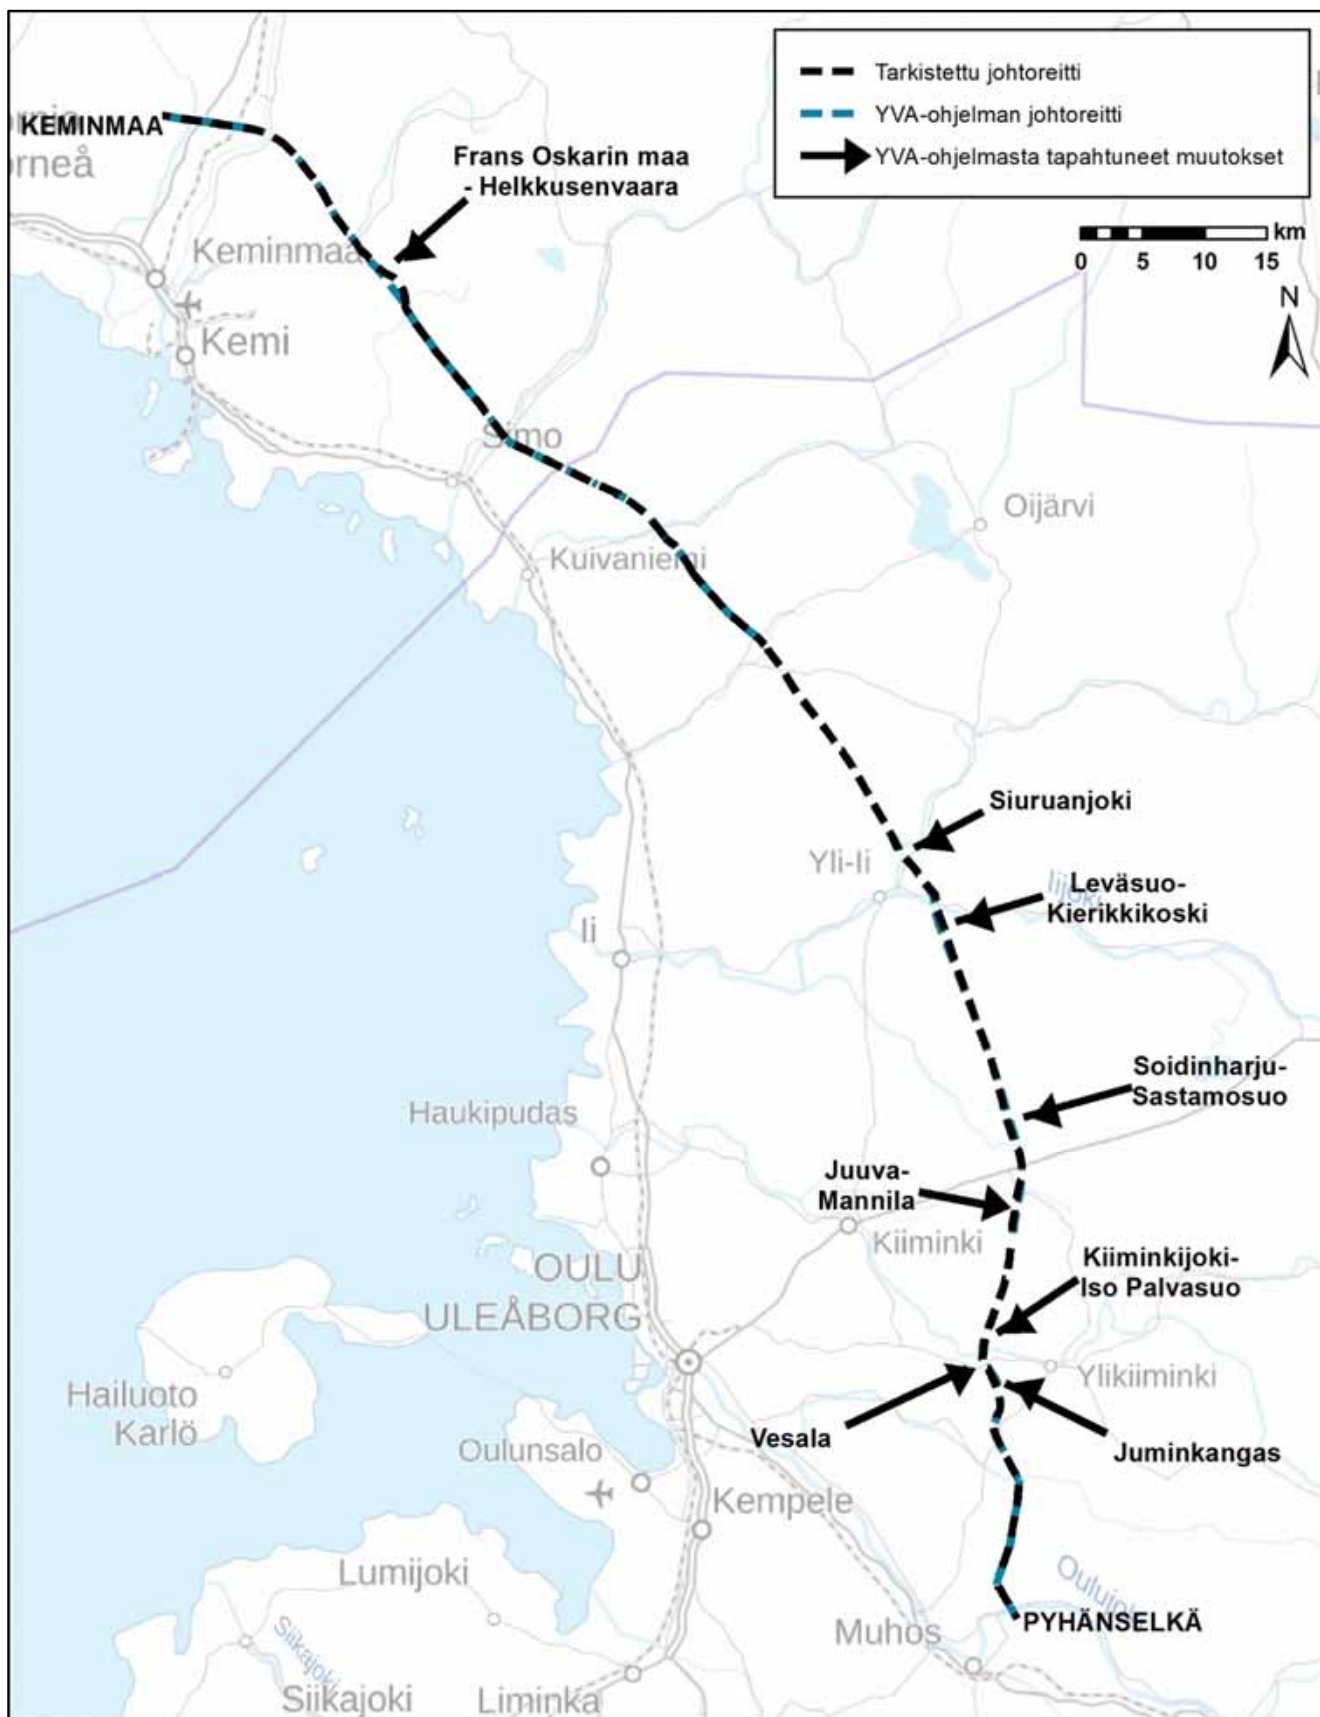 Tarkistettu johtoreitti
YVA-ohjelman johtoreitti
YVA-ohjelmasta tapahtuneet muutokset
km
0 5 10 15
N
KEMINMAA
orneå
Frans Oskarin maa
- Helkkusenvaara
Keminmaa
Kemi
Simo
Oijärvi
Kuivaniemi
Siuruanjoki
Yli-Ii
Iijoki
Leväsuo-
Kierikkikoski
Ii
Soidinharju-
Sastamosuo
Haukipudas
Juuva-
Mannila
Kiiminki
OULU
ULEÅBORG
Kiiminkijoki-
Iso Palvasuo
Hailuoto
Karlö
Ylikiiminki
Vesala
Juminkangas
Oulunsalo
Kempele
Lumijoki
Oulujoki
PYHÄNSELKÄ
Muhos
Siikajoki
Siikajoki
Liminka